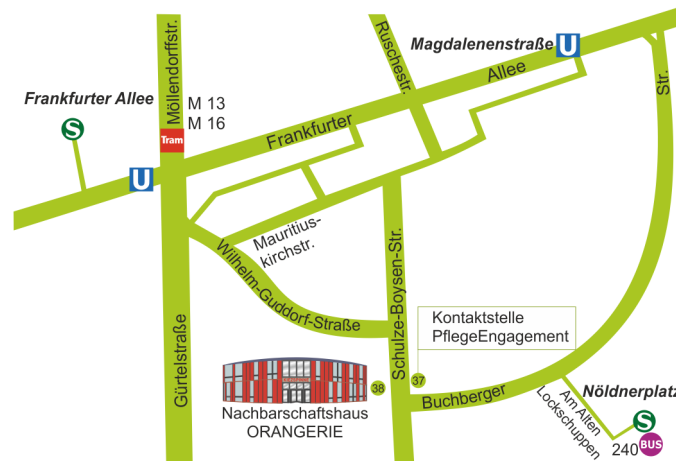 Möllendorffstr.
Ruschestr.
Magdalenenstraße
U
Allee
Str.
Frankfurter Allee
M 13
M 16
S
Tram
Frankfurter
U
Mauritius-
kirchstr.
Wilhelm-Guddorf-Straße
Schulze-Boysen-Str.
Gürtelstraße
Kontaktstelle
PflegeEngagement
38
37
Buchberger
Nachbarschaftshaus
ORANGERIE
Am Alten
Lockschuppen
Nöldnerplatz
S
240
BUS